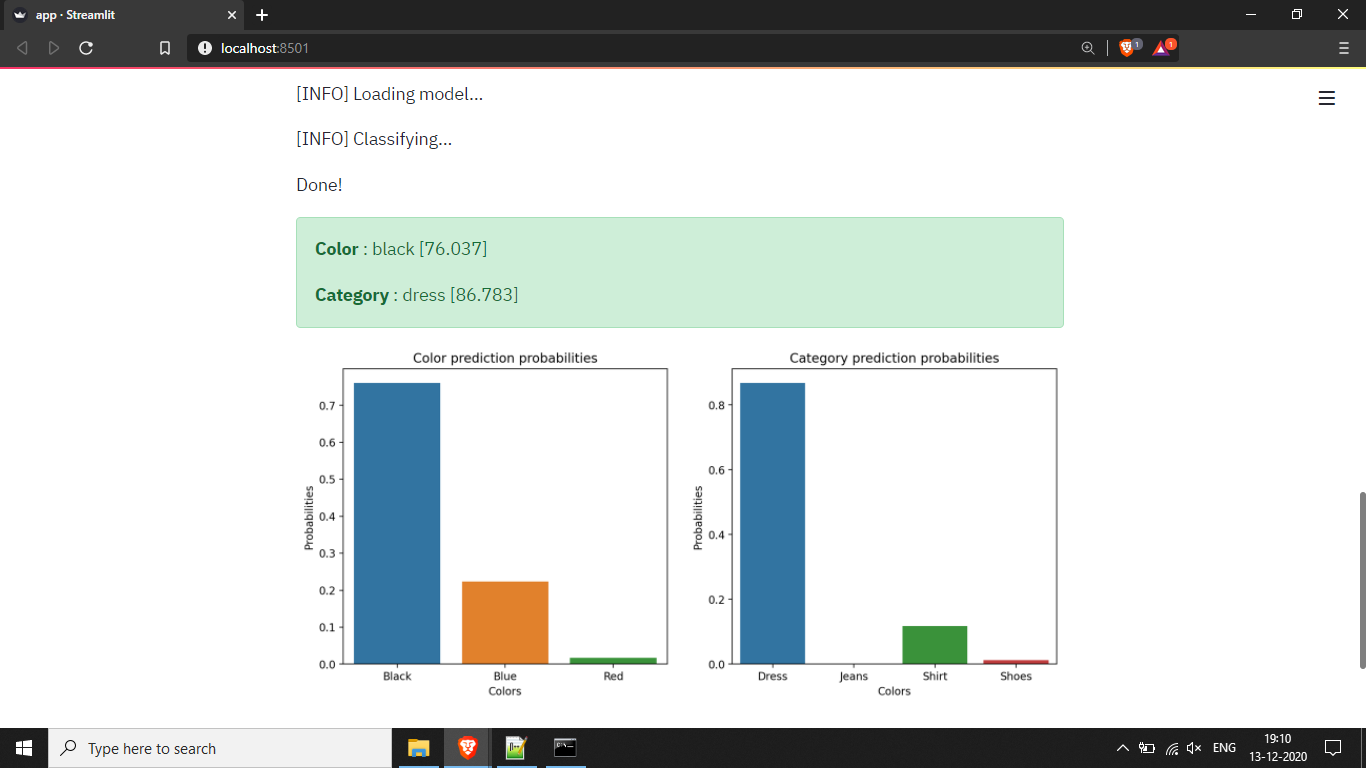 app · Streamlit
localhost:8501
1
1
[INFO] Loading model...
[INFO] Classifying...
Done!
Color : black [76.037]
Category : dress [86.783]
Color prediction probabilities
0.7
0.6
0.5
0.4
0.3
0.2
0.1
0.0
Probabilities
Black Blue Red
Colors
Category prediction probabilities
0.8
0.6
0.4
0.2
0.0
Probabilities
Dress Jeans Shirt Shoes
Colors
Type here to search
ENG
19:10
13-12-2020